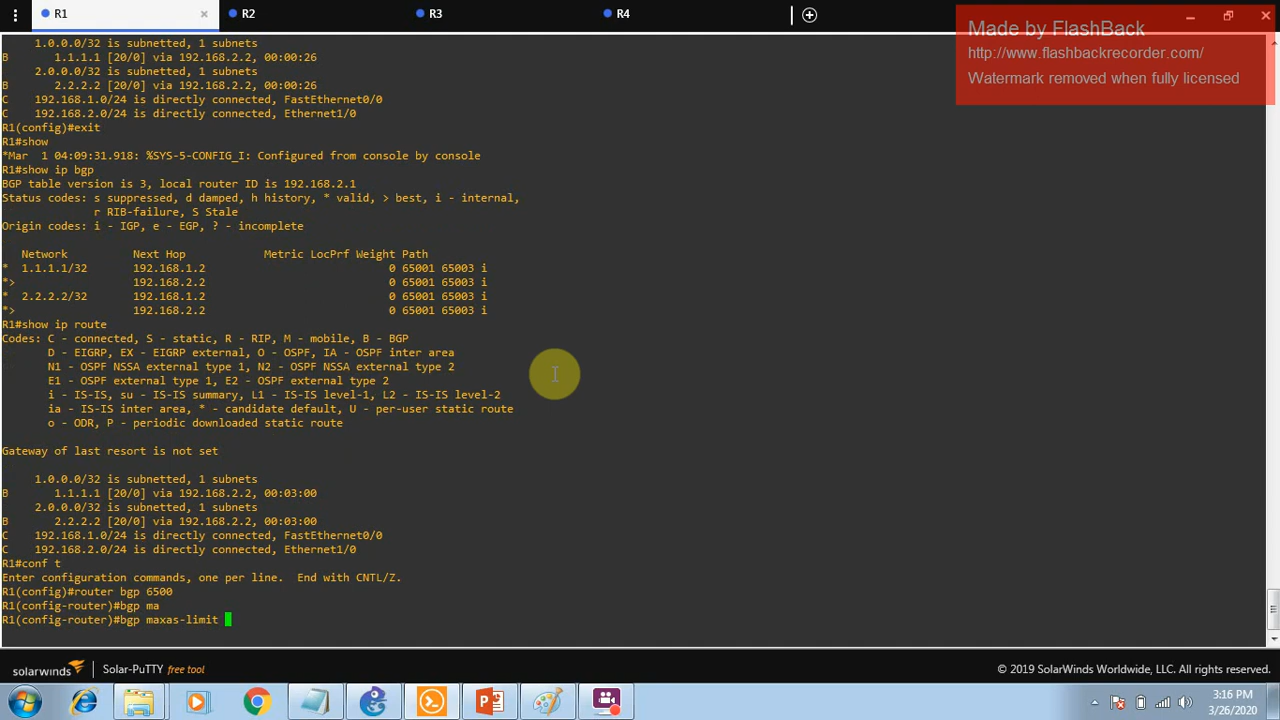 R1
R2
R3
R4
Made by FlashBack
http://www.flashbackrecorder.com/
Watermark removed when fully licensed
1.0.0.0/32 is subnetted, 1 subnets
B 1.1.1.1 [20/0] via 192.168.2.2, 00:00:26
2.0.0.0/32 is subnetted, 1 subnets
B 2.2.2.2 [20/0] via 192.168.2.2, 00:00:26
C 192.168.1.0/24 is directly connected, FastEthernet0/0
C 192.168.2.0/24 is directly connected, Ethernet1/0
R1(config)#exit
R1#show
*Mar 1 04:09:31.918: %SYS-5-CONFIG_I: Configured from console by console
R1#show ip bgp
BGP table version is 3, local router ID is 192.168.2.1
Status codes: s suppressed, d damped, h history, * valid, > best, i - internal,
r RIB-failure, S Stale
Origin codes: i - IGP, e - EGP, ? - incomplete
Network Next Hop Metric LocPrf Weight Path
* 1.1.1.1/32 192.168.1.2 0 65001 65003 i
*> 192.168.2.2 0 65001 65003 i
* 2.2.2.2/32 192.168.1.2 0 65001 65003 i
*> 192.168.2.2 0 65001 65003 i
R1#show ip route
Codes: C - connected, S - static, R - RIP, M - mobile, B - BGP
D - EIGRP, EX - EIGRP external, O - OSPF, IA - OSPF inter area
N1 - OSPF NSSA external type 1, N2 - OSPF NSSA external type 2
E1 - OSPF external type 1, E2 - OSPF external type 2
i - IS-IS, su - IS-IS summary, L1 - IS-IS level-1, L2 - IS-IS level-2
ia - IS-IS inter area, * - candidate default, U - per-user static route
o - ODR, P - periodic downloaded static route
Gateway of last resort is not set
1.0.0.0/32 is subnetted, 1 subnets
B 1.1.1.1 [20/0] via 192.168.2.2, 00:03:00
2.0.0.0/32 is subnetted, 1 subnets
B 2.2.2.2 [20/0] via 192.168.2.2, 00:03:00
C 192.168.1.0/24 is directly connected, FastEthernet0/0
C 192.168.2.0/24 is directly connected, Ethernet1/0
R1#conf t
Enter configuration commands, one per line. End with CNTL/Z.
R1(config)#router bgp 6500
R1(config-router)#bgp ma
R1(config-router)#bgp maxas-limit
solarwinds Solar-PuTTY free tool
© 2019 SolarWinds Worldwide, LLC. All rights reserved.
3:16 PM
3/26/2020